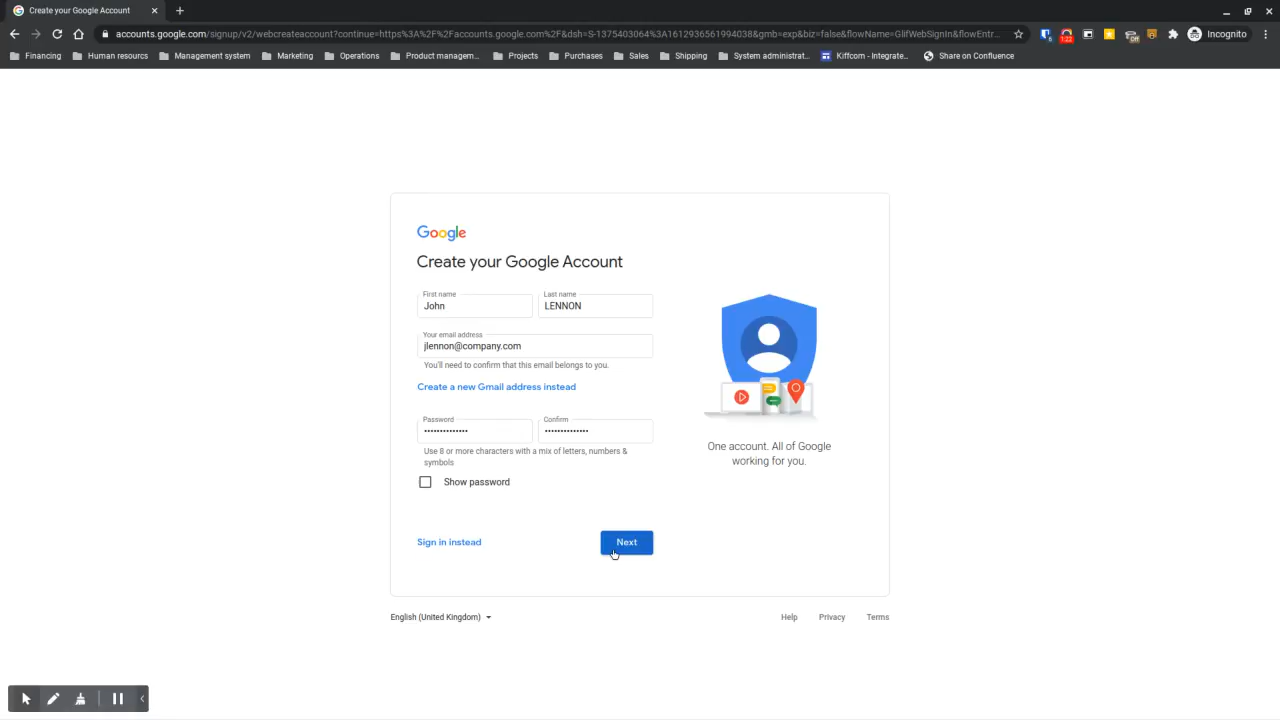 Create your Google Account
accounts.google.com/signup/v2/webcreateaccount?continue=https%3A%2F%2Faccounts.google.com%2F&dsh=S-1375403064%3A1612936561994038&gmb=exp&biz=false&flowName=GlifWebSignIn&flowEntr...
Incognito
Financing Human resourcs Management system Marketing Operations Product managem... Projects Purchases Sales Shipping System administrat... Kiffcom - Integrate... Share on Confluence
Google
Create your Google Account
First name Last name
John LENNON
Your email address
jlennon@company.com
You'll need to confirm that this email belongs to you.
Create a new Gmail address instead
Password Confirm
Use 8 or more characters with a mix of letters, numbers &
symbols
Show password
One account. All of Google
working for you.
Sign in instead Next
English (United Kingdom) Help Privacy Terms